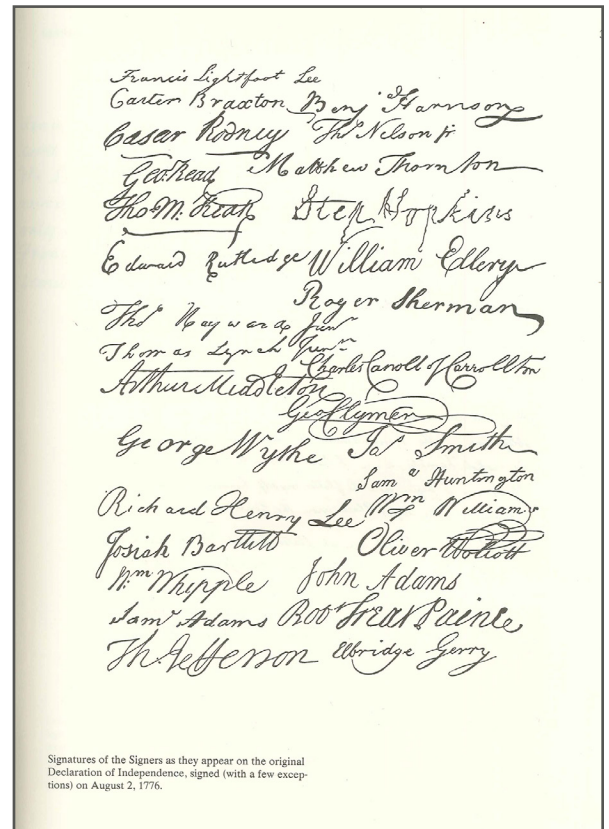 Francis Lightfoot Lee
Carter Braxton Benj Harrison
Cæsar Rodney Thos Nelson jr
Geo Read Matthew Thornton
Tho M. Kean Step Hopkins
Edward Rutledge William Ellery
Roger Sherman
Thos Heyward Junr
Thomas Lynch Junr
Charles Carroll of Carrollton
Arthur Middleton
Geo Clymer
George Wythe Jas Smith
Saml Huntington
Richard Henry Lee Wm Williams
Josiah Bartlett Oliver Wolcott
Wm Whipple John Adams
Saml Adams Robt Treat Paine
Th Jefferson Elbridge Gerry
Signatures of the Signers as they appear on the original
Declaration of Independence, signed (with a few excep-
tions) on August 2, 1776.